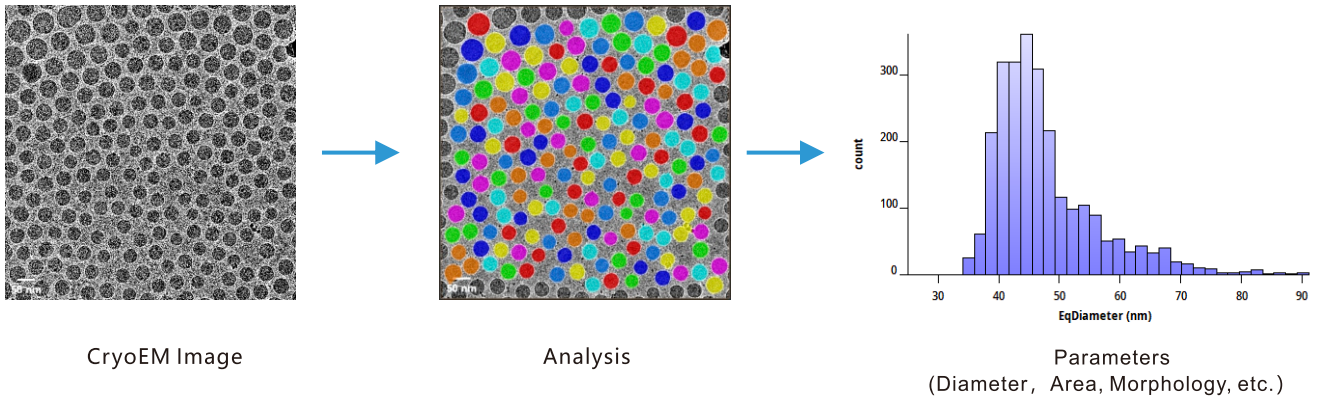 50 nm
50 nm
count
300
200
100
0
30 40 50 60 70 80 90
EqDiameter (nm)
CryoEM Image
Analysis
Parameters
(Diameter, Area, Morphology, etc.)